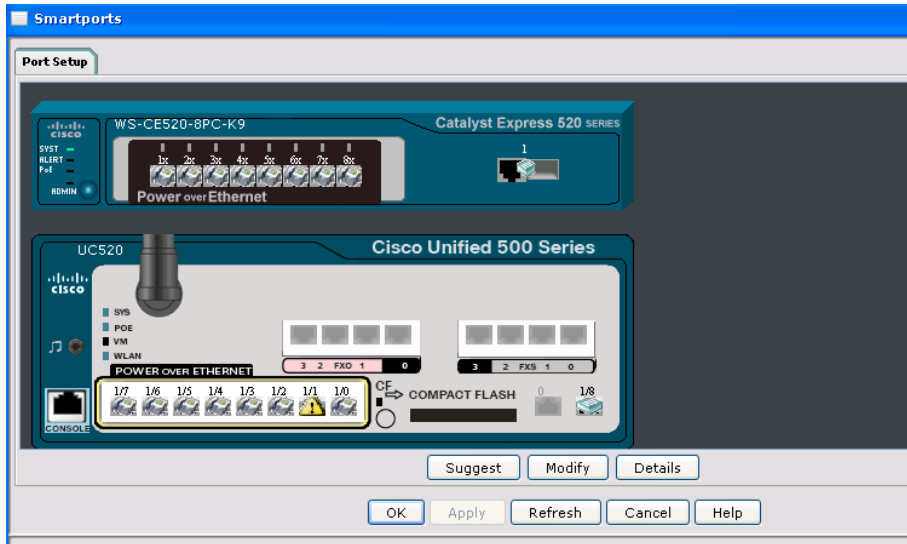 Smartports
Port Setup
cisco
WS-CE520-8PC-K9
Catalyst Express 520 SERIES
SYST
ALERT
PoE
ADMIN
1x 2x 3x 4x 5x 6x 7x 8x
1
Power over Ethernet
UC520
Cisco Unified 500 Series
cisco
SYS
POE
VM
WLAN
POWER OVER ETHERNET
3 2 FXO 1 0
3 2 FXS 1 0
1/7 1/6 1/5 1/4 1/3 1/2 1/1 1/0
CF
COMPACT FLASH
0
1/8
CONSOLE
Suggest Modify Details
OK Apply Refresh Cancel Help